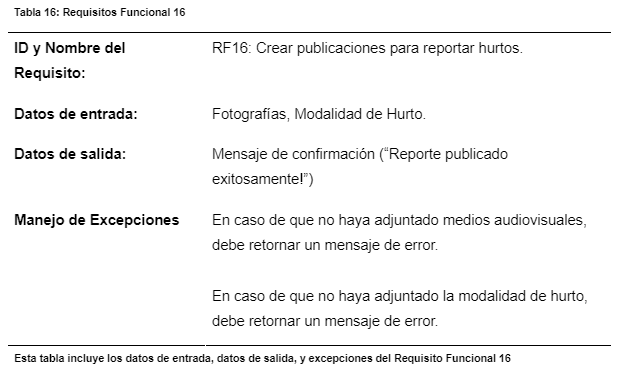 Tabla 16: Requisitos Funcional 16
ID y Nombre del Requisito: RF16: Crear publicaciones para reportar hurtos.
Datos de entrada: Fotografías, Modalidad de Hurto.
Datos de salida: Mensaje de confirmación (“Reporte publicado
exitosamente!”)
Manejo de Excepciones En caso de que no haya adjuntado medios audiovisuales,
debe retornar un mensaje de error.
En caso de que no haya adjuntado la modalidad de hurto,
debe retornar un mensaje de error.
Esta tabla incluye los datos de entrada, datos de salida, y excepciones del Requisito Funcional 16